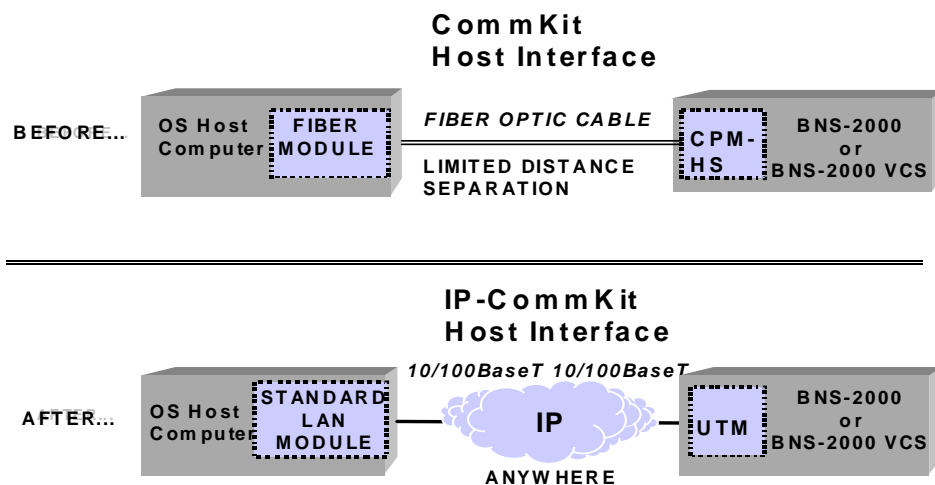 CommKit
Host Interface
BEFORE...
OS Host
Computer
FIBER
MODULE
FIBER OPTIC CABLE
LIMITED DISTANCE
SEPARATION
CPM-
HS
BNS-2000
or
BNS-2000 VCS
IP-CommKit
Host Interface
10/100BaseT 10/100BaseT
AFTER...
OS Host
Computer
STANDARD
LAN
MODULE
IP
ANYWHERE
UTM
BNS-2000
or
BNS-2000 VCS